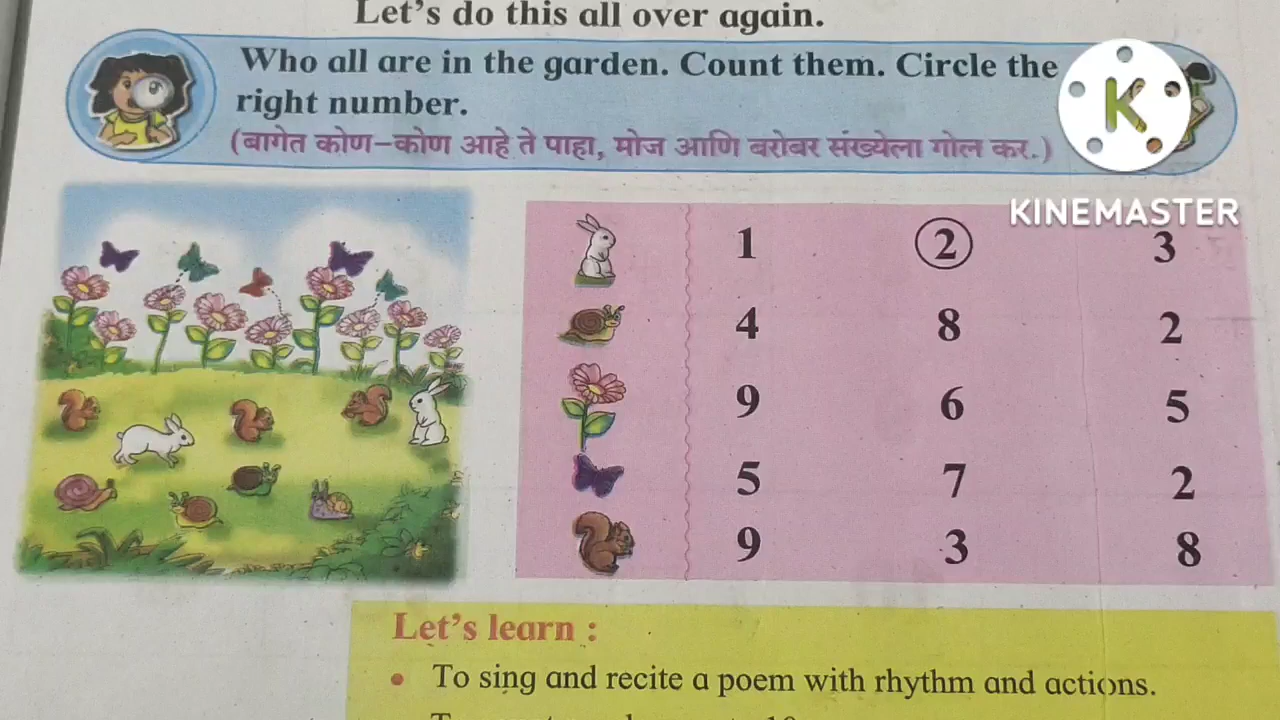 Let's do this all over again.
Who all are in the garden. Count them. Circle the
right number.
(बागेत कोण-कोण आहे ते पाहा, मोज आणि बरोबर संख्येला गोल कर.)
K
KINEMASTER
1 2 3
4 8 2
9 6 5
5 7 2
9 3 8
Let's learn :
• To sing and recite a poem with rhythm and actions.